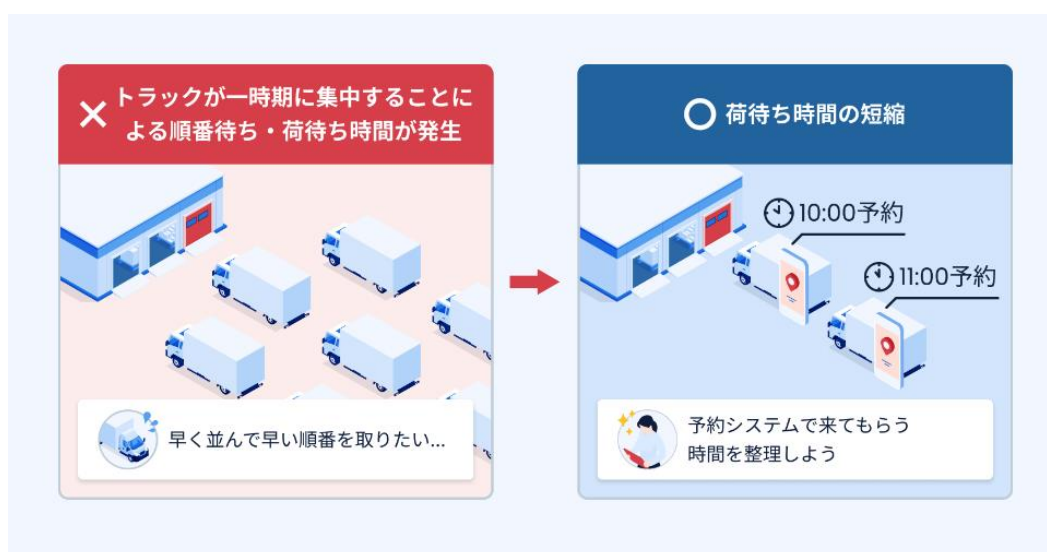 トラックが一時期に集中することに
よる順番待ち・荷待ち時間が発生
早く並んで早い順番を取りたい...
荷待ち時間の短縮
10:00予約
11:00予約
予約システムで来てもらう
時間を整理しよう